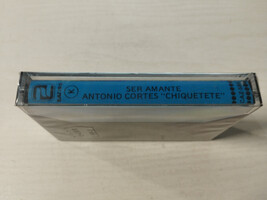 SER AMANTE
ANTONIO CORTES "CHIQUETETE"